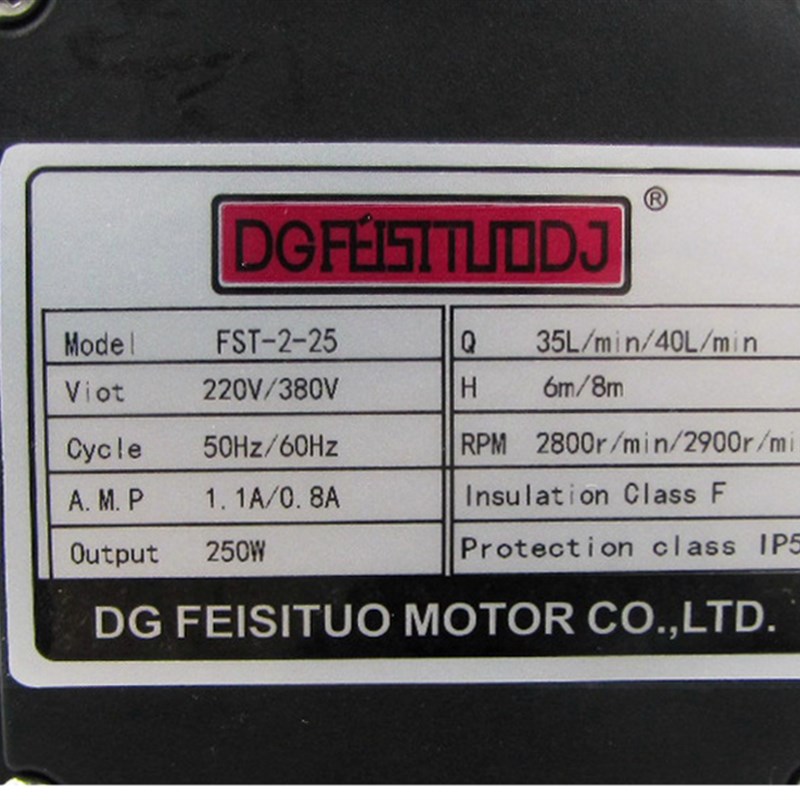 DGFEISITUODJ ®
Model FST-2-25 Q 35L/min/40L/min
Viot 220V/380V H 6m/8m
Cycle 50Hz/60Hz RPM 2800r/min/2900r/mi
A.M.P 1.1A/0.8A Insulation Class F
Output 250W Protection class IP5
DG FEISITUO MOTOR CO.,LTD.